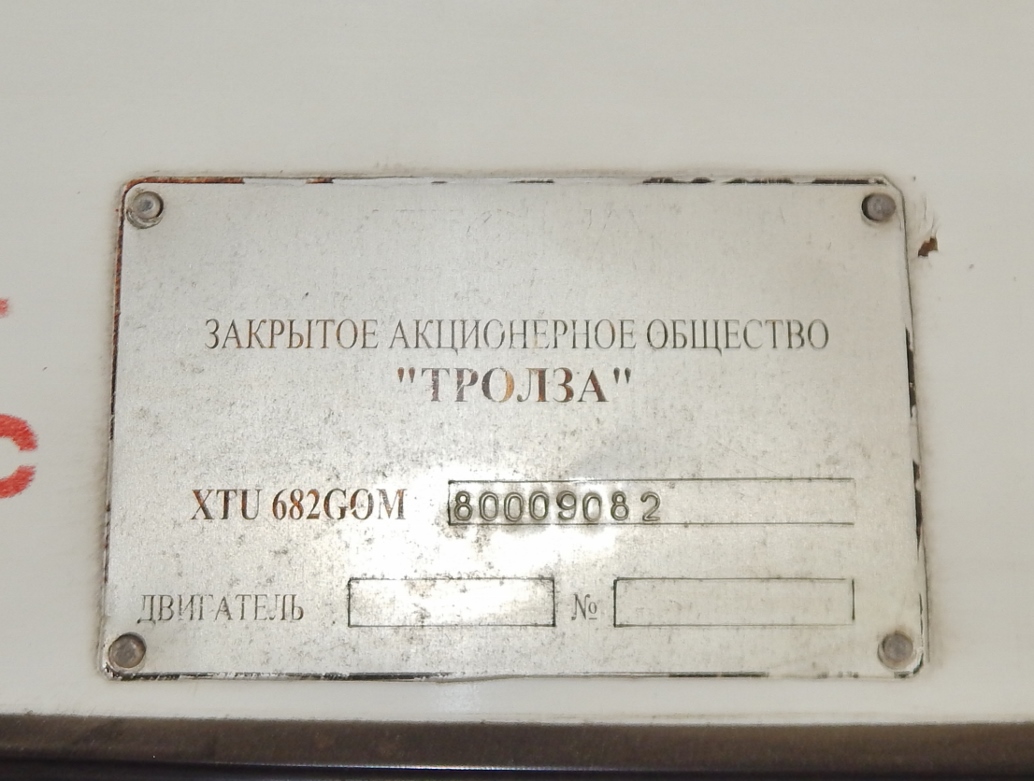 ЗАКРЫТОЕ АКЦИОНЕРНОЕ ОБЩЕСТВО
"ТРОЛЗА"
XTU 682GOM 80009082
ДВИГАТЕЛЬ №